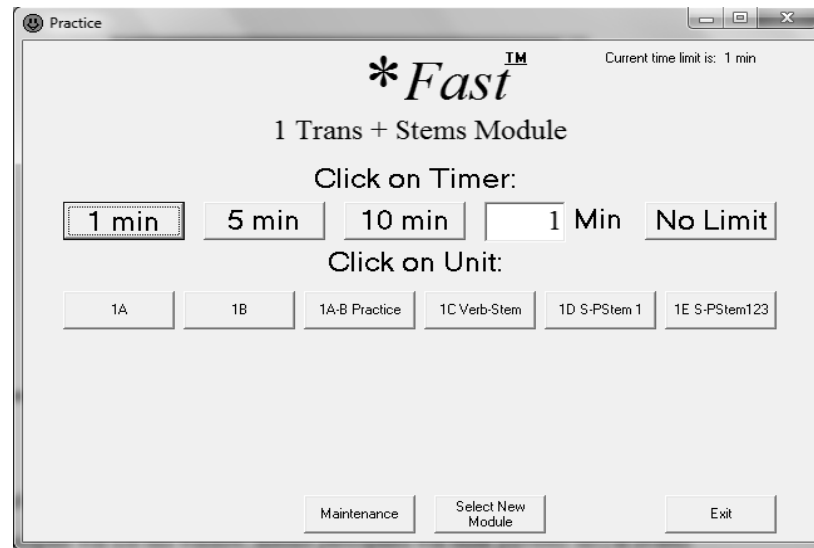 Practice
Current time limit is: 1 min
*Fast™
1 Trans + Stems Module
Click on Timer:
1 min 5 min 10 min 1 Min No Limit
Click on Unit:
1A 1B 1A-B Practice 1C Verb-Stem 1D S-PStem 1 1E S-PStem123
Maintenance Select New Module Exit